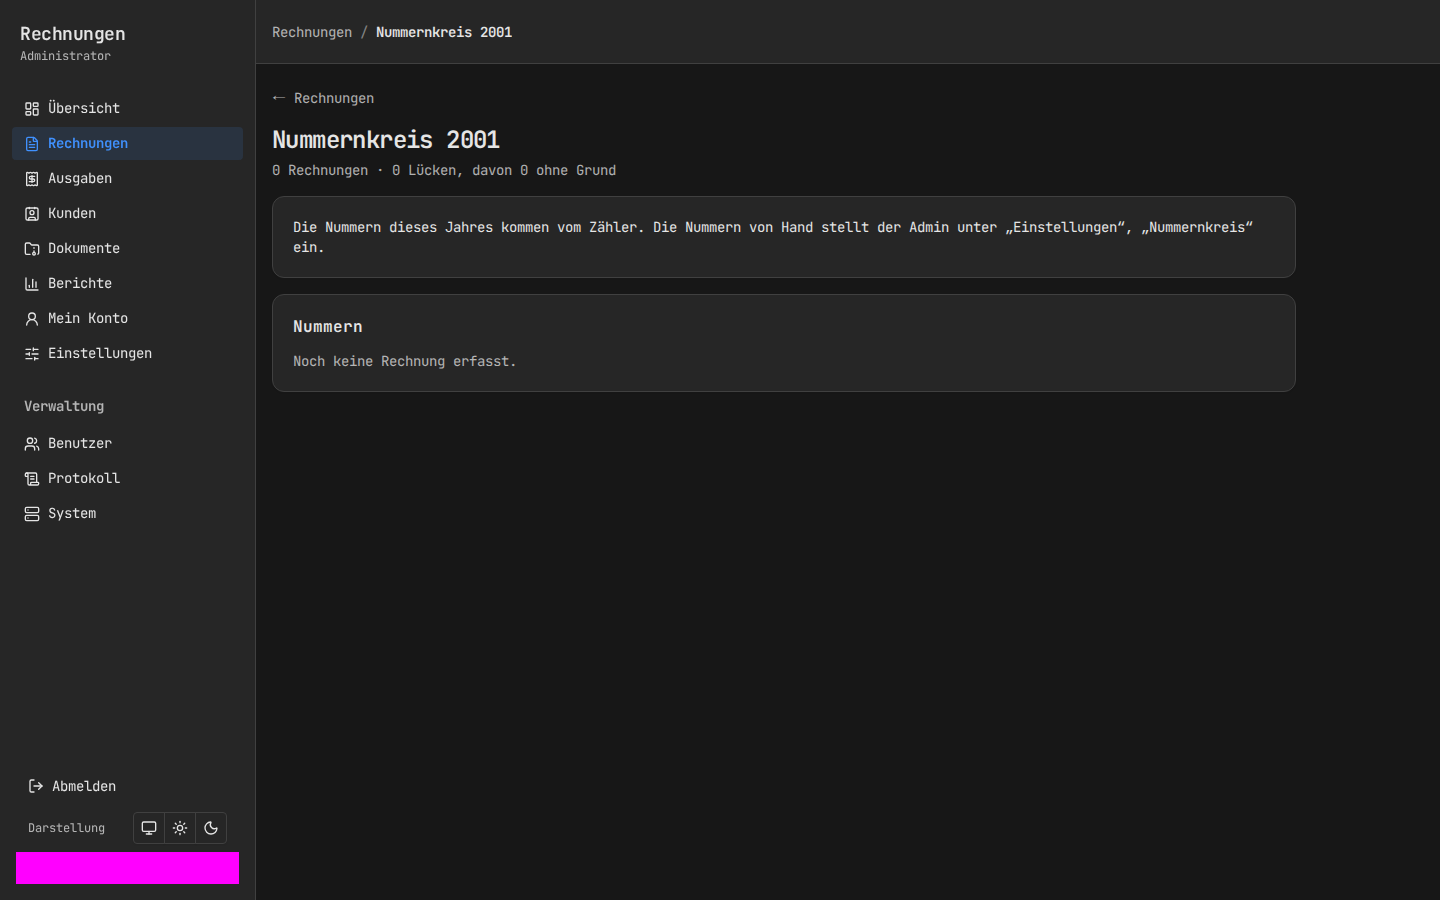 Rechnungen
Administrator
Übersicht
Rechnungen
Ausgaben
Kunden
Dokumente
Berichte
Mein Konto
Einstellungen
Verwaltung
Benutzer
Protokoll
System
Abmelden
Darstellung
Rechnungen / Nummernkreis 2001
← Rechnungen
Nummernkreis 2001
0 Rechnungen · 0 Lücken, davon 0 ohne Grund
Die Nummern dieses Jahres kommen vom Zähler. Die Nummern von Hand stellt der Admin unter „Einstellungen“, „Nummernkreis“
ein.
Nummern
Noch keine Rechnung erfasst.